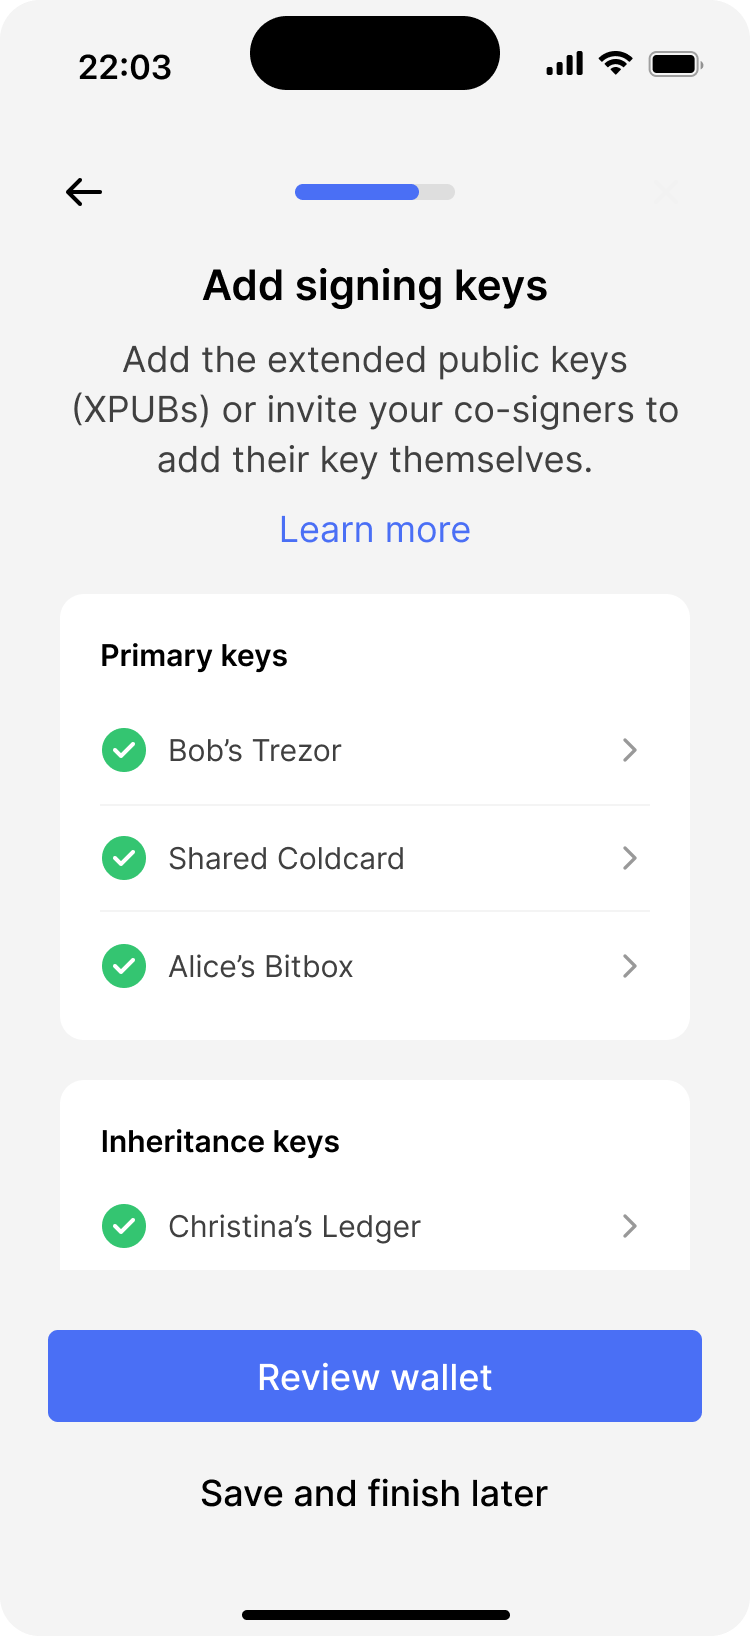 22:03
Add signing keys
Add the extended public keys
(XPUBs) or invite your co-signers to
add their key themselves.
Learn more
Primary keys
Bob’s Trezor
Shared Coldcard
Alice’s Bitbox
Inheritance keys
Christina’s Ledger
Review wallet
Save and finish later